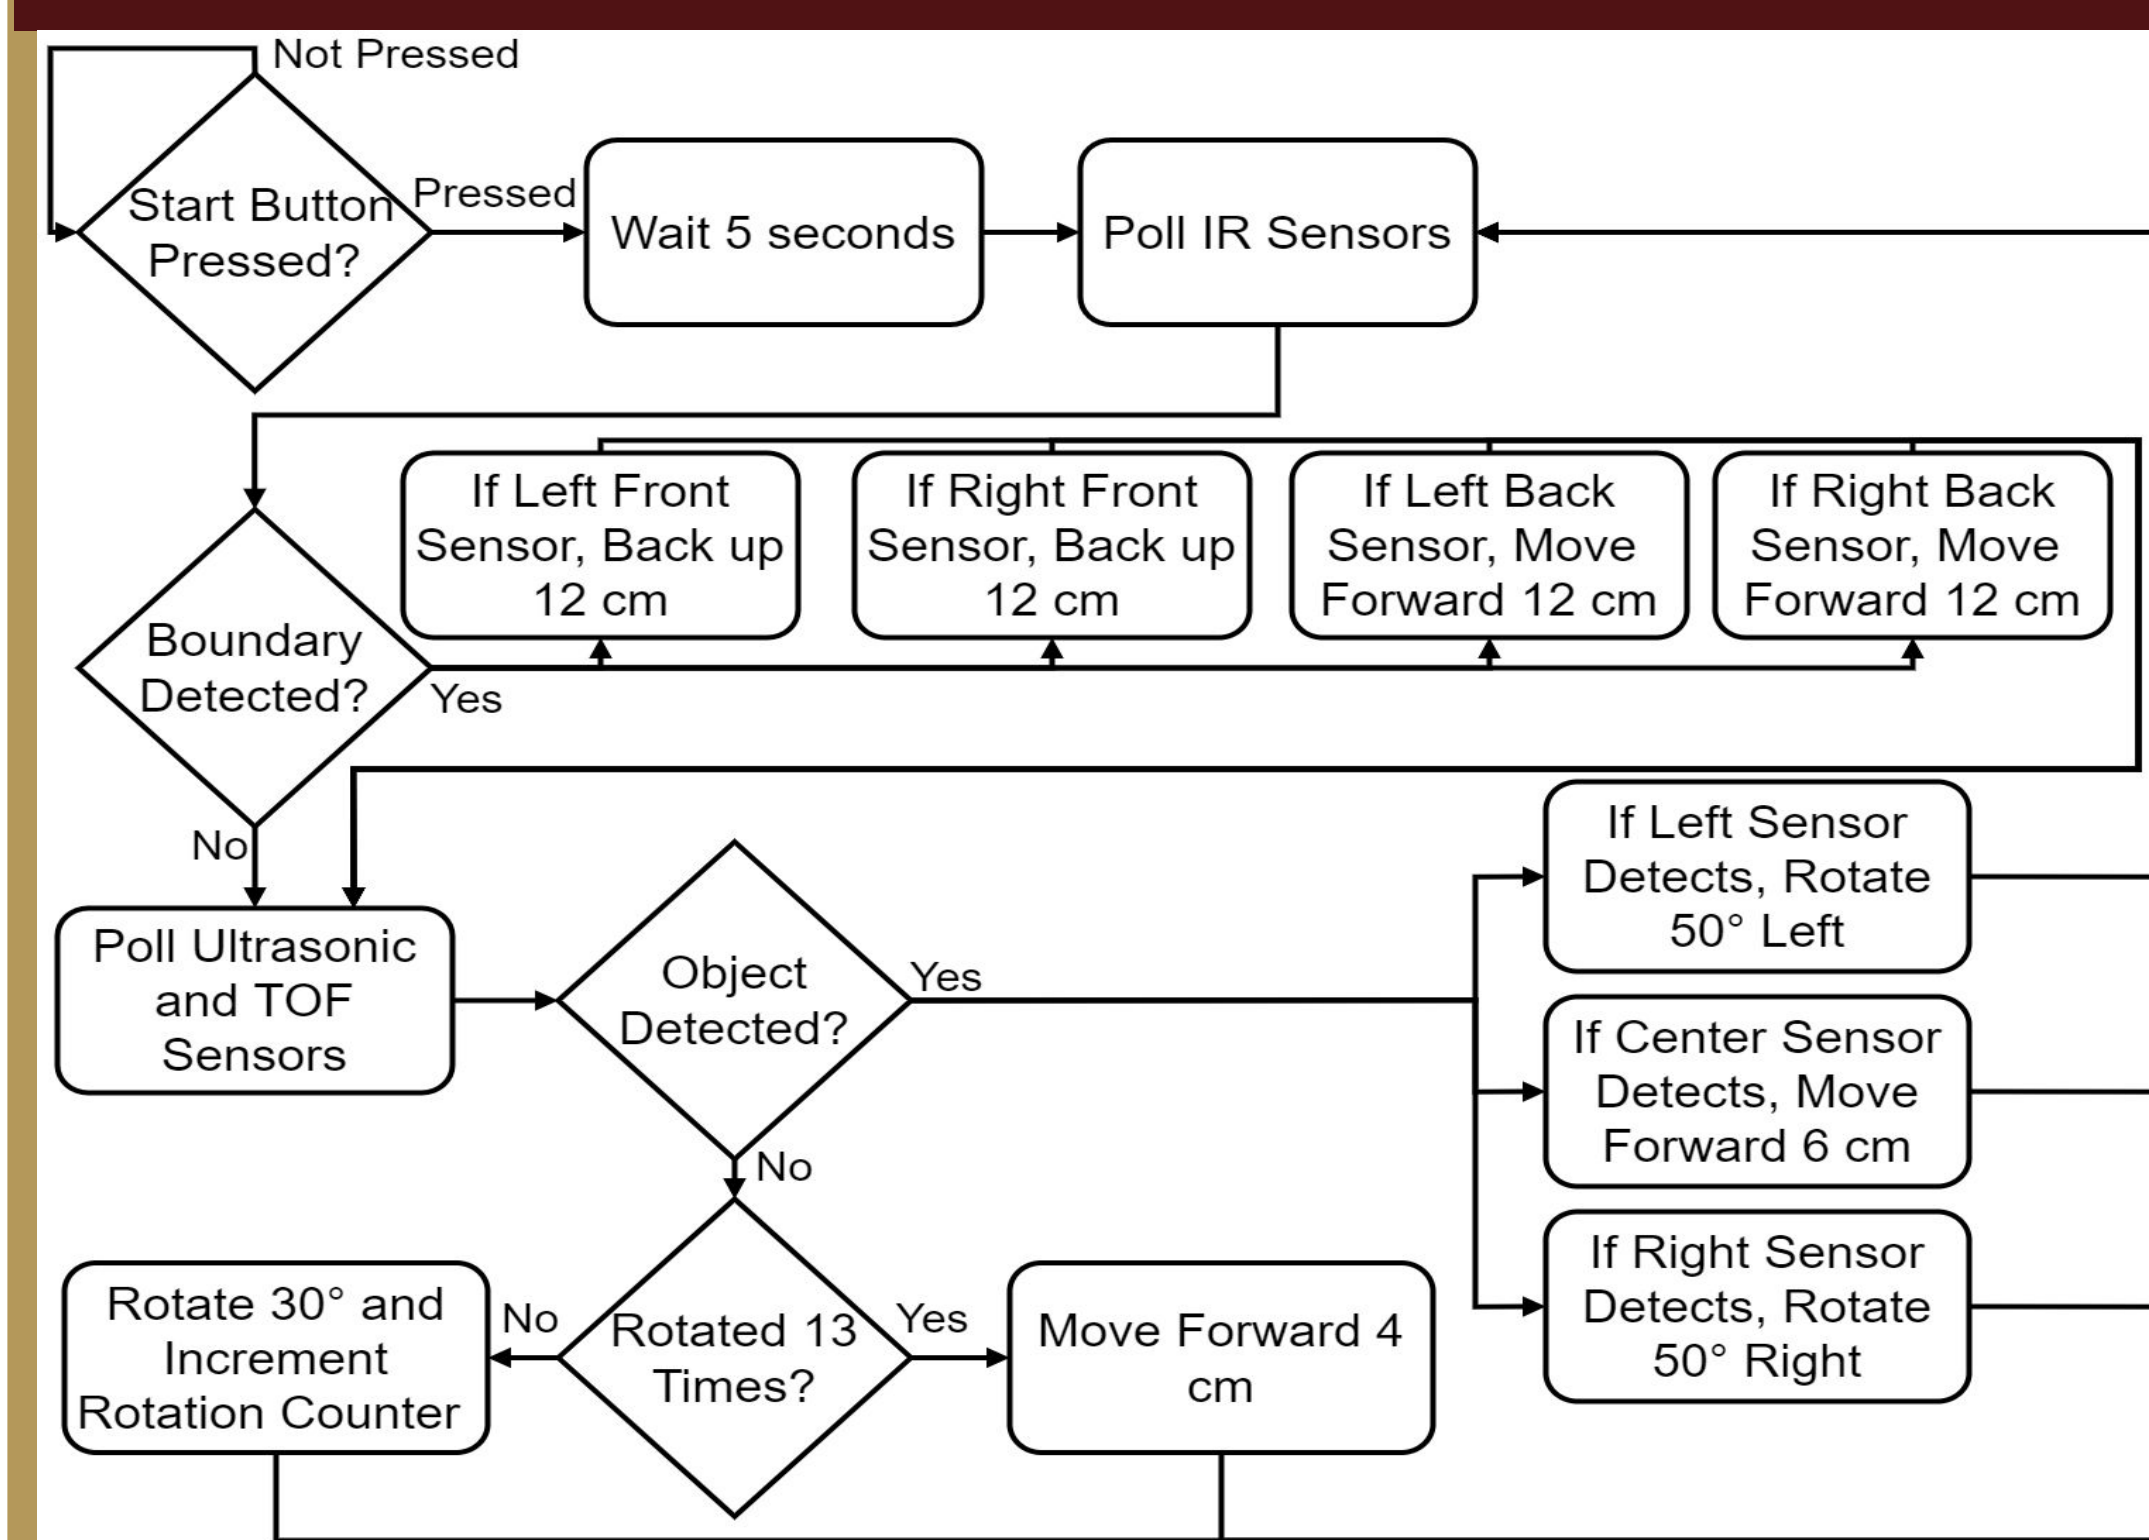 Not Pressed
Start Button
Pressed?
Pressed
Wait 5 seconds
Poll IR Sensors
If Left Front
Sensor, Back up
12 cm
If Right Front
Sensor, Back up
12 cm
If Left Back
Sensor, Move
Forward 12 cm
If Right Back
Sensor, Move
Forward 12 cm
Boundary
Detected?
Yes
No
Poll Ultrasonic
and TOF
Sensors
Object
Detected?
Yes
No
If Left Sensor
Detects, Rotate
50° Left
If Center Sensor
Detects, Move
Forward 6 cm
If Right Sensor
Detects, Rotate
50° Right
Rotate 30° and
Increment
Rotation Counter
No
Rotated 13
Times?
Yes
Move Forward 4
cm